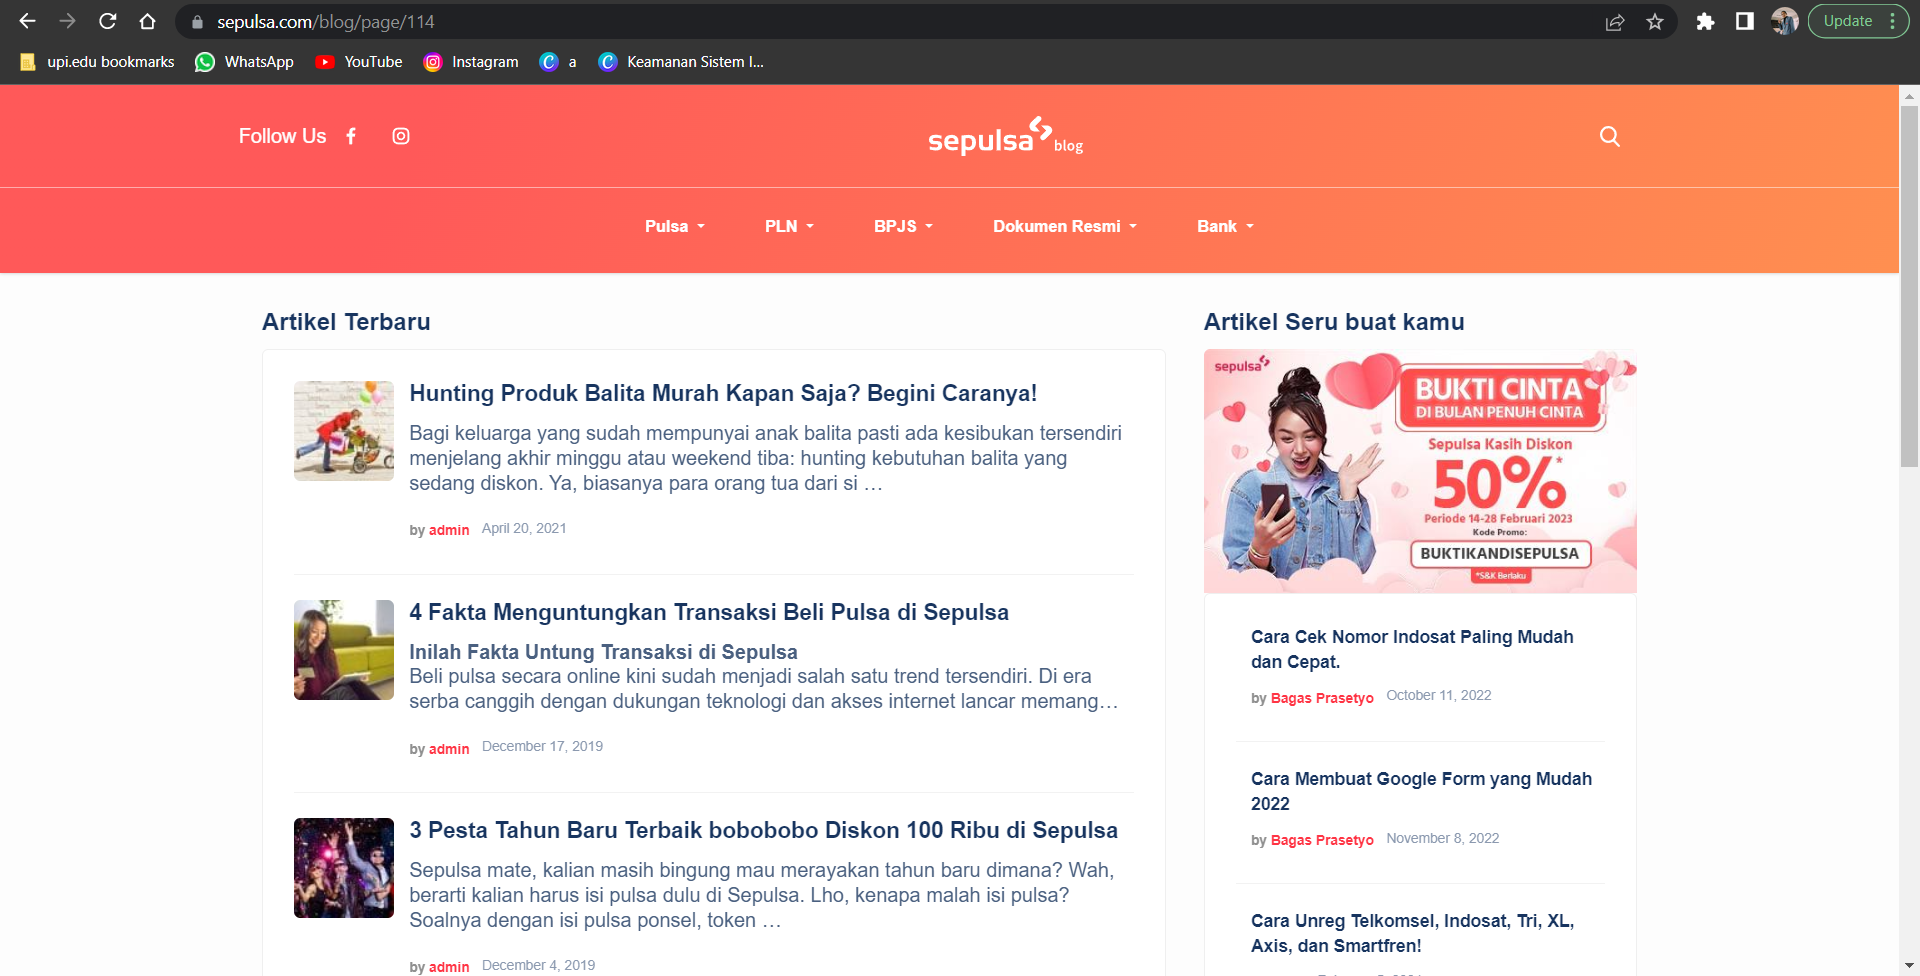 sepulsa.com/blog/page/114
Update
upi.edu bookmarks
WhatsApp
YouTube
Instagram
a
Keamanan Sistem I...
Follow Us
sepulsa blog
Pulsa
PLN
BPJS
Dokumen Resmi
Bank
Artikel Terbaru
Hunting Produk Balita Murah Kapan Saja? Begini Caranya!
Bagi keluarga yang sudah mempunyai anak balita pasti ada kesibukan tersendiri
menjelang akhir minggu atau weekend tiba: hunting kebutuhan balita yang
sedang diskon. Ya, biasanya para orang tua dari si …
by admin April 20, 2021
4 Fakta Menguntungkan Transaksi Beli Pulsa di Sepulsa
Inilah Fakta Untung Transaksi di Sepulsa
Beli pulsa secara online kini sudah menjadi salah satu trend tersendiri. Di era
serba canggih dengan dukungan teknologi dan akses internet lancar memang…
by admin December 17, 2019
3 Pesta Tahun Baru Terbaik bobobobo Diskon 100 Ribu di Sepulsa
Sepulsa mate, kalian masih bingung mau merayakan tahun baru dimana? Wah,
berarti kalian harus isi pulsa dulu di Sepulsa. Lho, kenapa malah isi pulsa?
Soalnya dengan isi pulsa ponsel, token …
by admin December 4, 2019
Artikel Seru buat kamu
sepulsa
BUKTI CINTA
DI BULAN PENUH CINTA
Sepulsa Kasih Diskon
50%*
Periode 14-28 Februari 2023
Kode Promo:
BUKTIKANDISEPULSA
*S&K Berlaku
Cara Cek Nomor Indosat Paling Mudah
dan Cepat.
by Bagas Prasetyo October 11, 2022
Cara Membuat Google Form yang Mudah
2022
by Bagas Prasetyo November 8, 2022
Cara Unreg Telkomsel, Indosat, Tri, XL,
Axis, dan Smartfren!